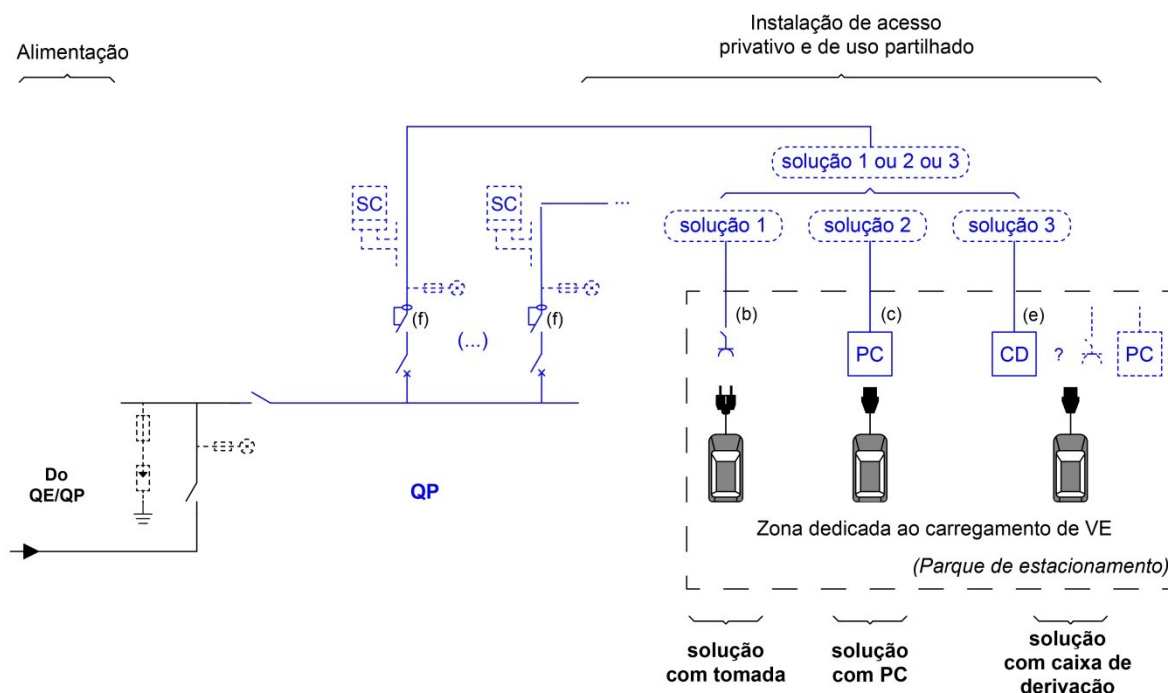 Alimentação
Instalação de acesso
privativo e de uso partilhado
solução 1 ou 2 ou 3
SC
SC
...
solução 1
solução 2
solução 3
(f)
(...)
(f)
(b)
(c)
(e)
PC
CD
?
PC
Do
QE/QP
QP
Zona dedicada ao carregamento de VE
(Parque de estacionamento)
solução
com tomada
solução
com PC
solução
com caixa de
derivação